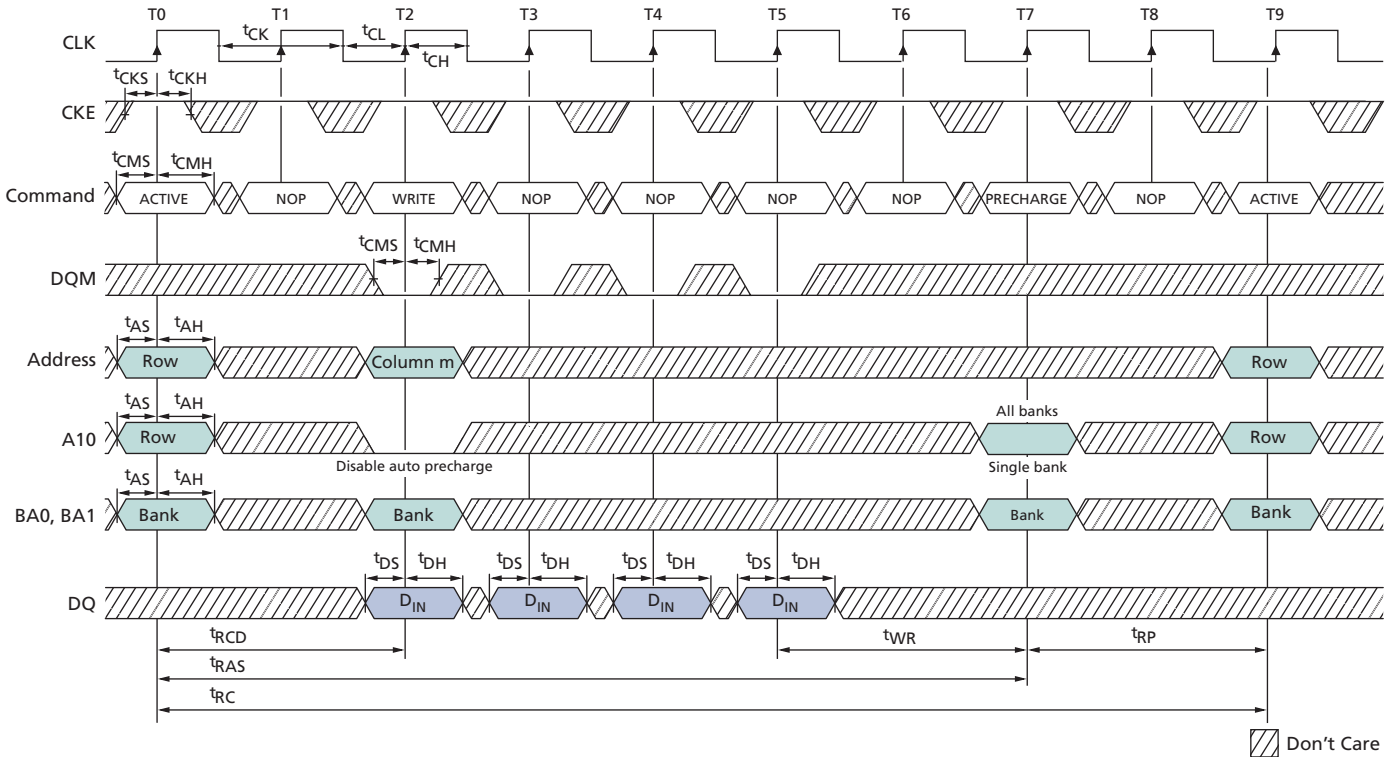 T0 T1 T2 T3 T4 T5 T6 T7 T8 T9
CLK tCK tCL tCH
tCKS tCKH
CKE
tCMS tCMH
Command ACTIVE NOP WRITE NOP NOP NOP NOP PRECHARGE NOP ACTIVE
tCMS tCMH
DQM
tAS tAH
Address Row Column m Row
tAS tAH All banks
A10 Row Row
Disable auto precharge Single bank
tAS tAH
BA0, BA1 Bank Bank Bank Bank
tDS tDH tDS tDH tDS tDH tDS tDH
DQ DIN DIN DIN DIN
tRCD tWR tRP
tRAS
tRC
Don't Care